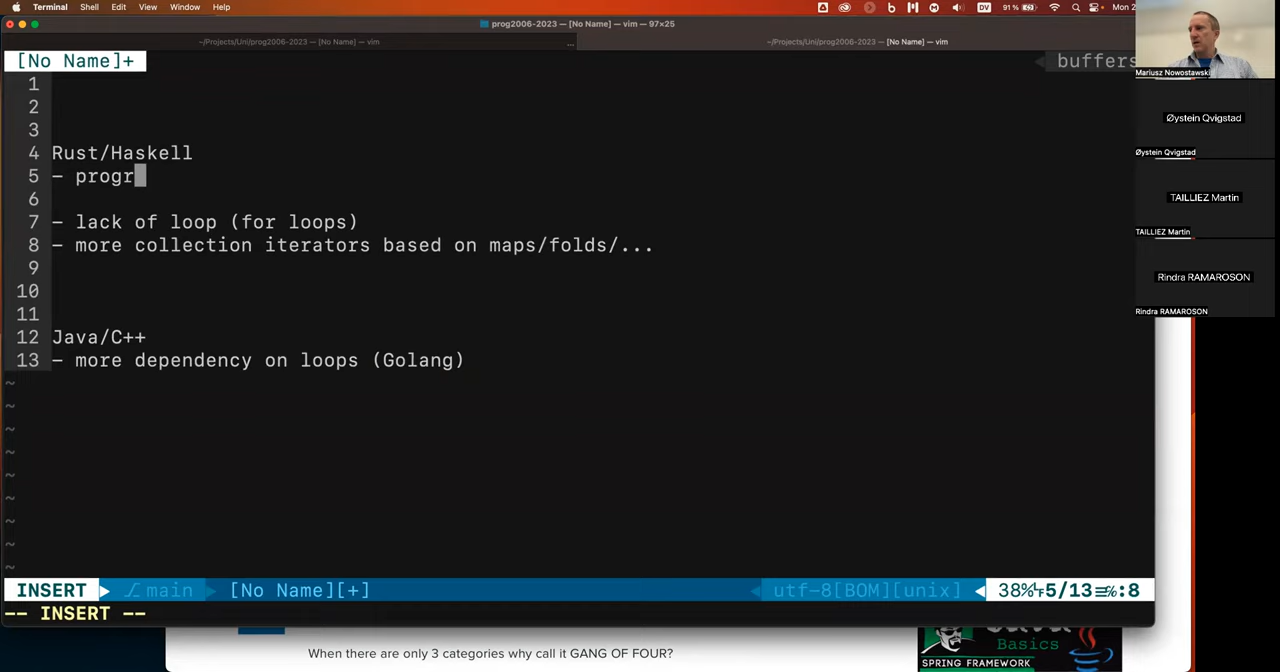 Terminal Shell Edit View Window Help
91 %
DV
Mon 2
prog2006-2023 — [No Name] — vim — 97×25
~/Projects/Uni/prog2006-2023 — [No Name] — vim
...
~/Projects/Uni/prog2006-2023 — [No Name] — vim
[No Name]+
buffers
1
2
3
4 Rust/Haskell
5 - progr
6
7 - lack of loop (for loops)
8 - more collection iterators based on maps/folds/...
9
10
11
12 Java/C++
13 - more dependency on loops (Golang)
~
~
~
~
~
~
~
~
~
INSERT main [No Name][+] utf-8[BOM][unix] 38% 5/13 :8
-- INSERT --
Mariusz Nowostawski
Øystein Qvigstad
Øystein Qvigstad
TAILLIEZ Martin
TAILLIEZ Martin
Rindra RAMAROSON
Rindra RAMAROSON
When there are only 3 categories why call it GANG OF FOUR?
Basics
SPRING FRAMEWORK